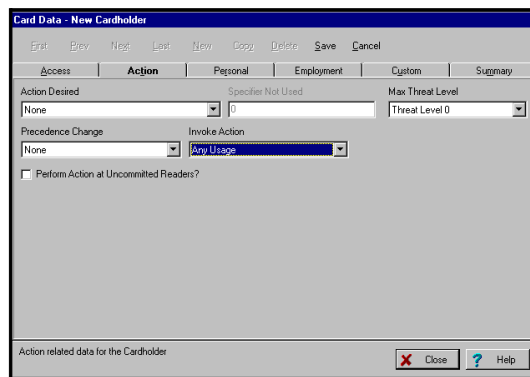 Card Data - New Cardholder
First Prev Next Last New Copy Delete Save Cancel
Access Action Personal Employment Custom Summary
Action Desired Specifier Not Used Max Threat Level
None 0 Threat Level 0
Precedence Change Invoke Action
None Any Usage
Perform Action at Uncommitted Readers?
Action related data for the Cardholder Close ? Help